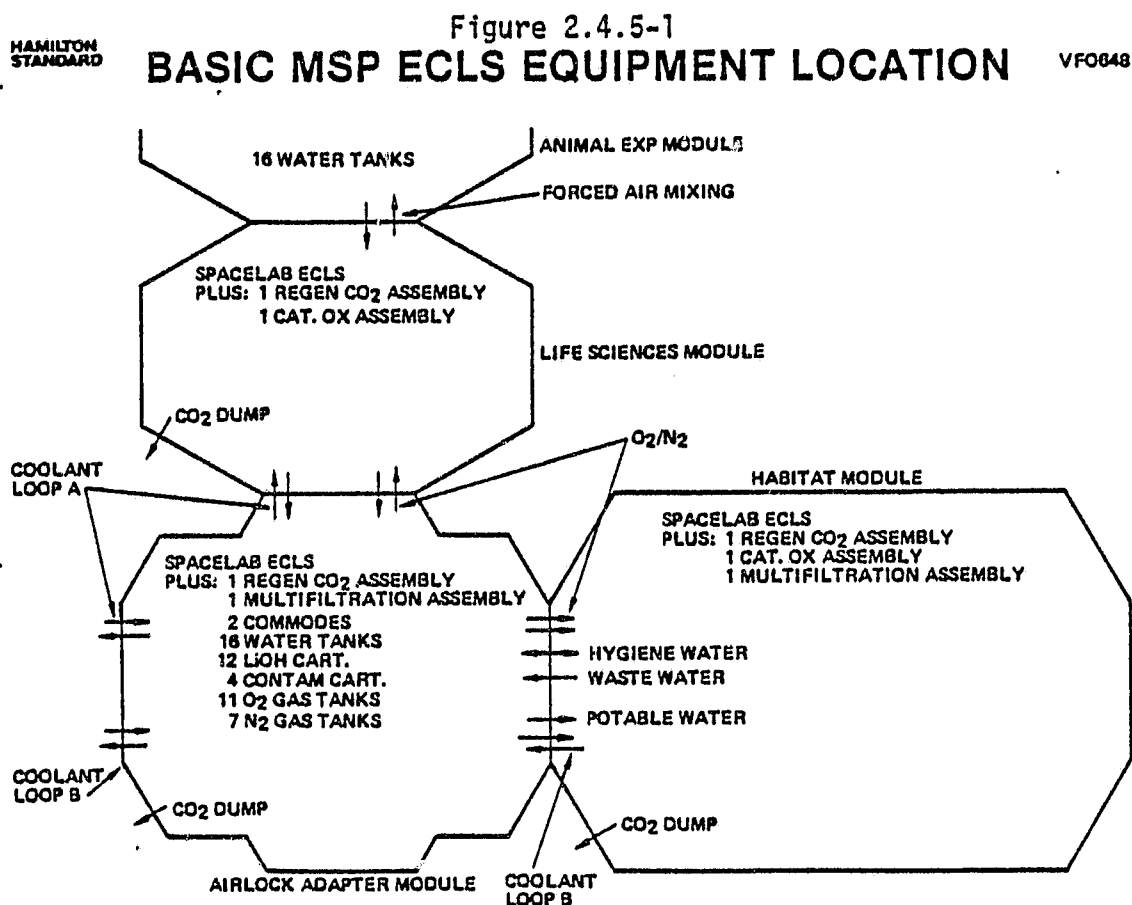 Figure 2.4.5-1
HAMILTON
STANDARD
BASIC MSP ECLS EQUIPMENT LOCATION
VF0648
16 WATER TANKS
ANIMAL EXP MODULE
FORCED AIR MIXING
SPACELAB ECLS
PLUS: 1 REGEN CO2 ASSEMBLY
1 CAT. OX ASSEMBLY
LIFE SCIENCES MODULE
CO2 DUMP
O2/N2
COOLANT
LOOP A
HABITAT MODULE
SPACELAB ECLS
PLUS: 1 REGEN CO2 ASSEMBLY
1 CAT. OX ASSEMBLY
1 MULTIFILTRATION ASSEMBLY
SPACELAB ECLS
PLUS: 1 REGEN CO2 ASSEMBLY
1 MULTIFILTRATION ASSEMBLY
2 COMMODES
16 WATER TANKS
12 LiOH CART.
4 CONTAM CART.
11 O2 GAS TANKS
7 N2 GAS TANKS
HYGIENE WATER
WASTE WATER
POTABLE WATER
COOLANT
LOOP B
CO2 DUMP
CO2 DUMP
AIRLOCK ADAPTER MODULE
COOLANT
LOOP B